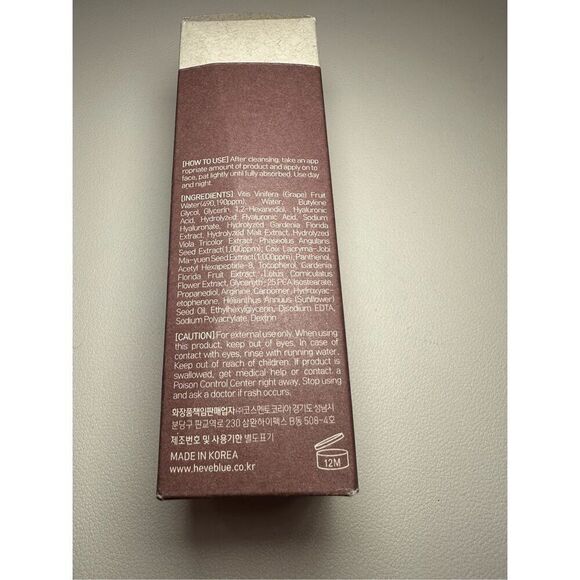 [HOW TO USE] After cleansing, take an app
ropriate amount of product and apply on to
face, pat lightly until fully absorbed. Use day
and night
[INGREDIENTS] Vitis Vinifera (Grape) Fruit
Water(490,190ppm), Water, Butylene
Glycol, Glycerin 1,2-Hexanediol, Hyaluronic
Acid, Hydrolyzed Hyaluronic Acid, Sodium
Hyaluronate, Hydrolyzed Gardenia Florida
Extract, Hydrolyzed Malt Extract, Hydrolyzed
Viola Tricolor Extract, Phaseolus Angularis
Seed Extract(1,000ppm), Coix Lacryma-Jobi
Ma-yuen Seed Extract(1,000ppm), Panthenol,
Acetyl Hexapeptide-8, Tocopherol, Gardenia
Florida Fruit Extract, Lotus Corniculatus
Flower Extract, Glycereth-25 PCA Isostearate,
Propanediol, Arginine, Carbomer, Hydroxyac
etophenone, Helianthus Annuus (Sunflower)
Seed Oil, Ethylhexylglycerin, Disodium EDTA,
Sodium Polyacrylate, Dextrin
[CAUTION] For external use only. When using
this product, keep out of eyes. In case of
contact with eyes, rinse with running water.
Keep out of reach of children. If product is
swallowed, get medical help or contact. a
Poison Control Center right away. Stop using
and ask a doctor if rash occurs.
화장품책임판매업자 ㈜코스멘토코리아 경기도 성남시
분당구 판교역로 230 삼환하이펙스 B동 508-4호
제조번호 및 사용기한 별도표기
MADE IN KOREA
www.heveblue.co.kr
12M